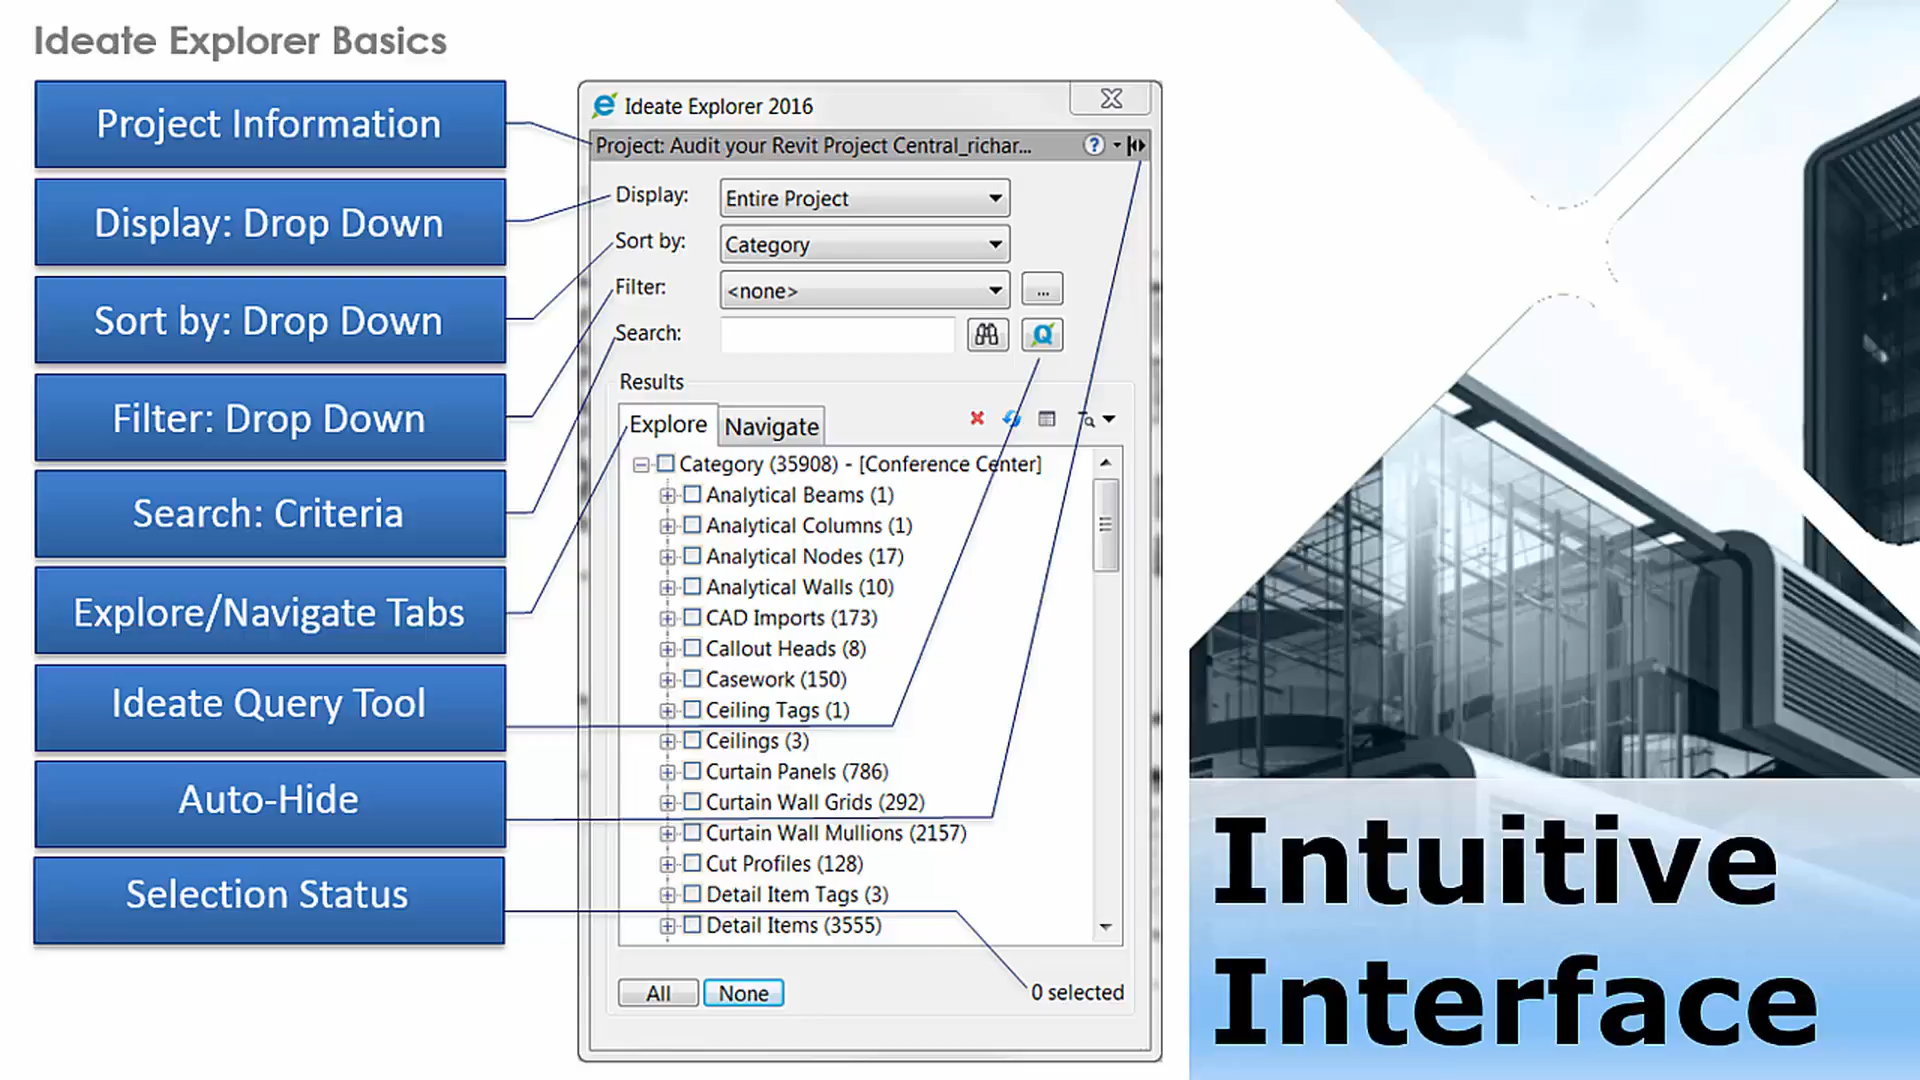 Ideate Explorer Basics
Project Information
Display: Drop Down
Sort by: Drop Down
Filter: Drop Down
Search: Criteria
Explore/Navigate Tabs
Ideate Query Tool
Auto-Hide
Selection Status
Ideate Explorer 2016
Project: Audit your Revit Project Central_richar...
?
Display:
Entire Project
Sort by:
Category
Filter:
<none>
...
Search:
Q
Results
Explore
Navigate
Category (35908) - [Conference Center]
Analytical Beams (1)
Analytical Columns (1)
Analytical Nodes (17)
Analytical Walls (10)
CAD Imports (173)
Callout Heads (8)
Casework (150)
Ceiling Tags (1)
Ceilings (3)
Curtain Panels (786)
Curtain Wall Grids (292)
Curtain Wall Mullions (2157)
Cut Profiles (128)
Detail Item Tags (3)
Detail Items (3555)
All
None
0 selected
Intuitive
Interface